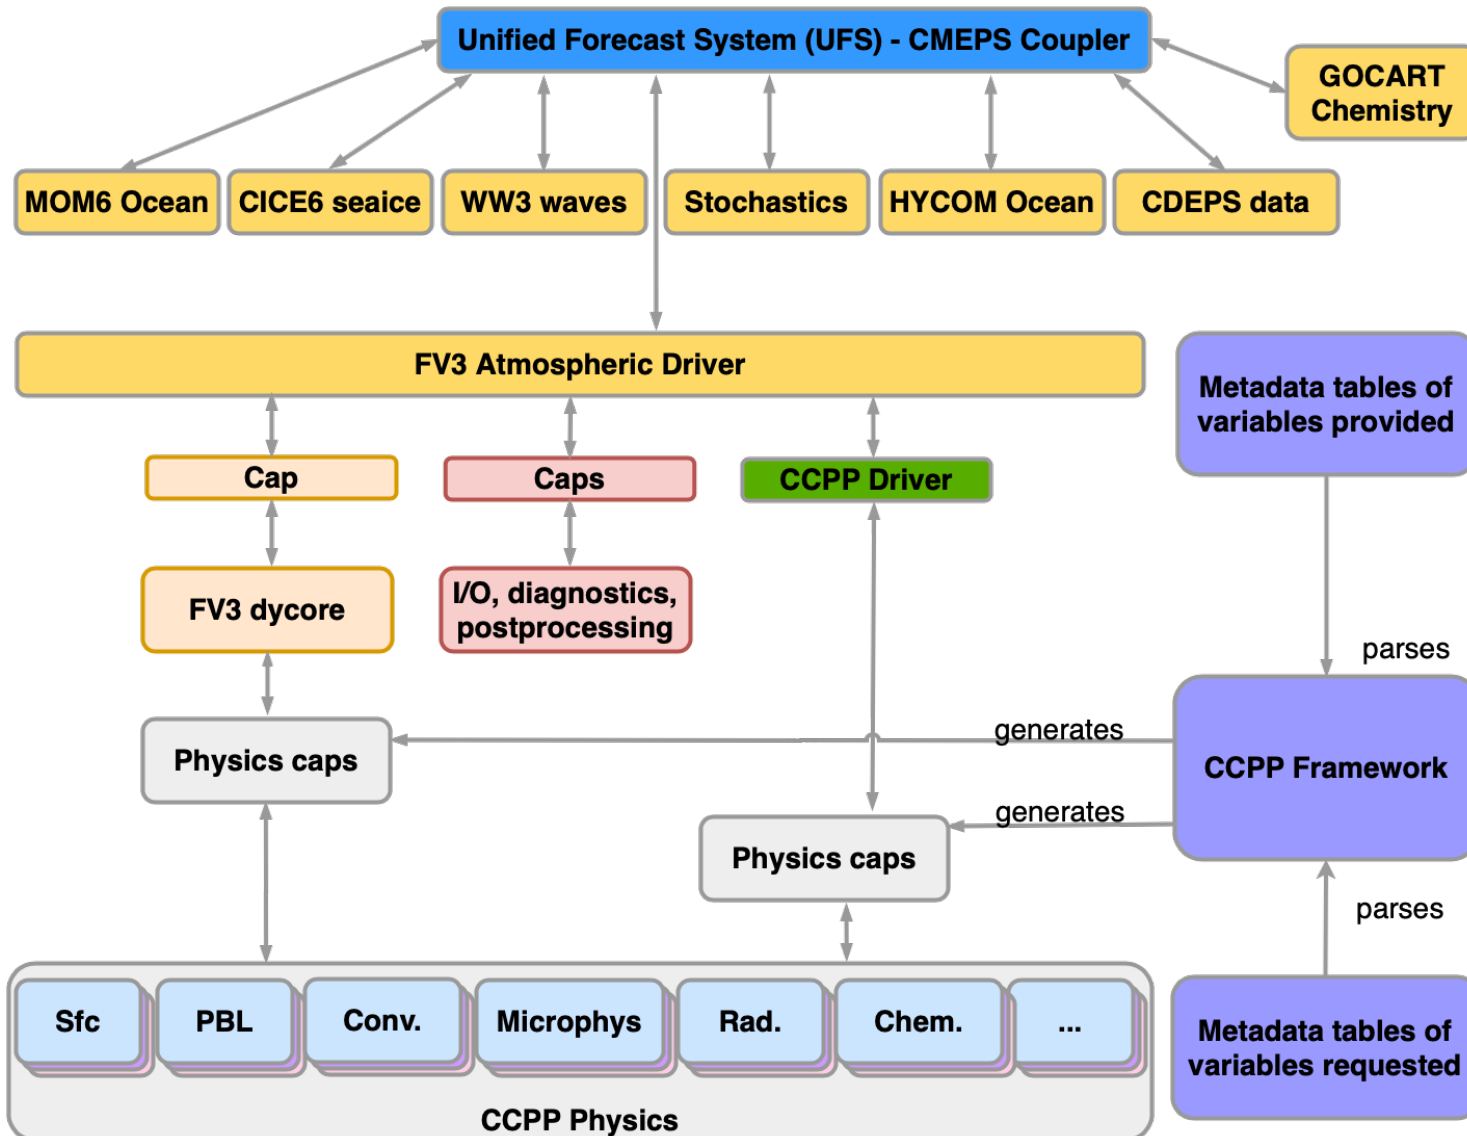 Unified Forecast System (UFS) - CMEPS Coupler
GOCART
Chemistry
MOM6 Ocean
CICE6 seaice
WW3 waves
Stochastics
HYCOM Ocean
CDEPS data
FV3 Atmospheric Driver
Metadata tables of
variables provided
Cap
Caps
CCPP Driver
FV3 dycore
I/O, diagnostics,
postprocessing
parses
Physics caps
generates
CCPP Framework
generates
Physics caps
parses
Sfc
PBL
Conv.
Microphys
Rad.
Chem.
...
Metadata tables of
variables requested
CCPP Physics